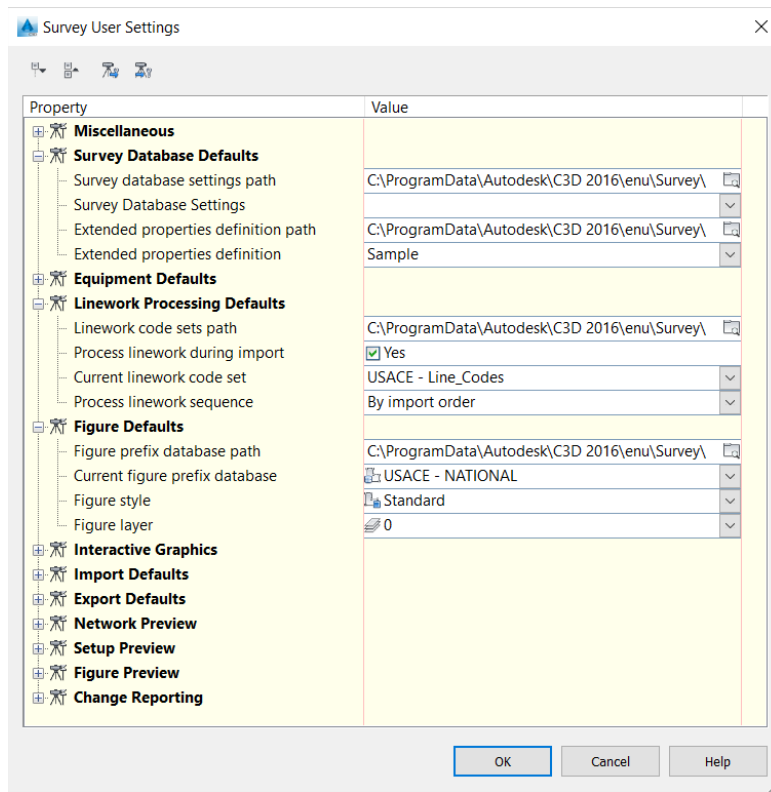 Survey User Settings
Property Value
Miscellaneous
Survey Database Defaults
Survey database settings path C:\ProgramData\Autodesk\C3D 2016\enu\Survey\
Survey Database Settings
Extended properties definition path C:\ProgramData\Autodesk\C3D 2016\enu\Survey\
Extended properties definition Sample
Equipment Defaults
Linework Processing Defaults
Linework code sets path C:\ProgramData\Autodesk\C3D 2016\enu\Survey\
Process linework during import Yes
Current linework code set USACE - Line_Codes
Process linework sequence By import order
Figure Defaults
Figure prefix database path C:\ProgramData\Autodesk\C3D 2016\enu\Survey\
Current figure prefix database USACE - NATIONAL
Figure style Standard
Figure layer 0
Interactive Graphics
Import Defaults
Export Defaults
Network Preview
Setup Preview
Figure Preview
Change Reporting
OK Cancel Help